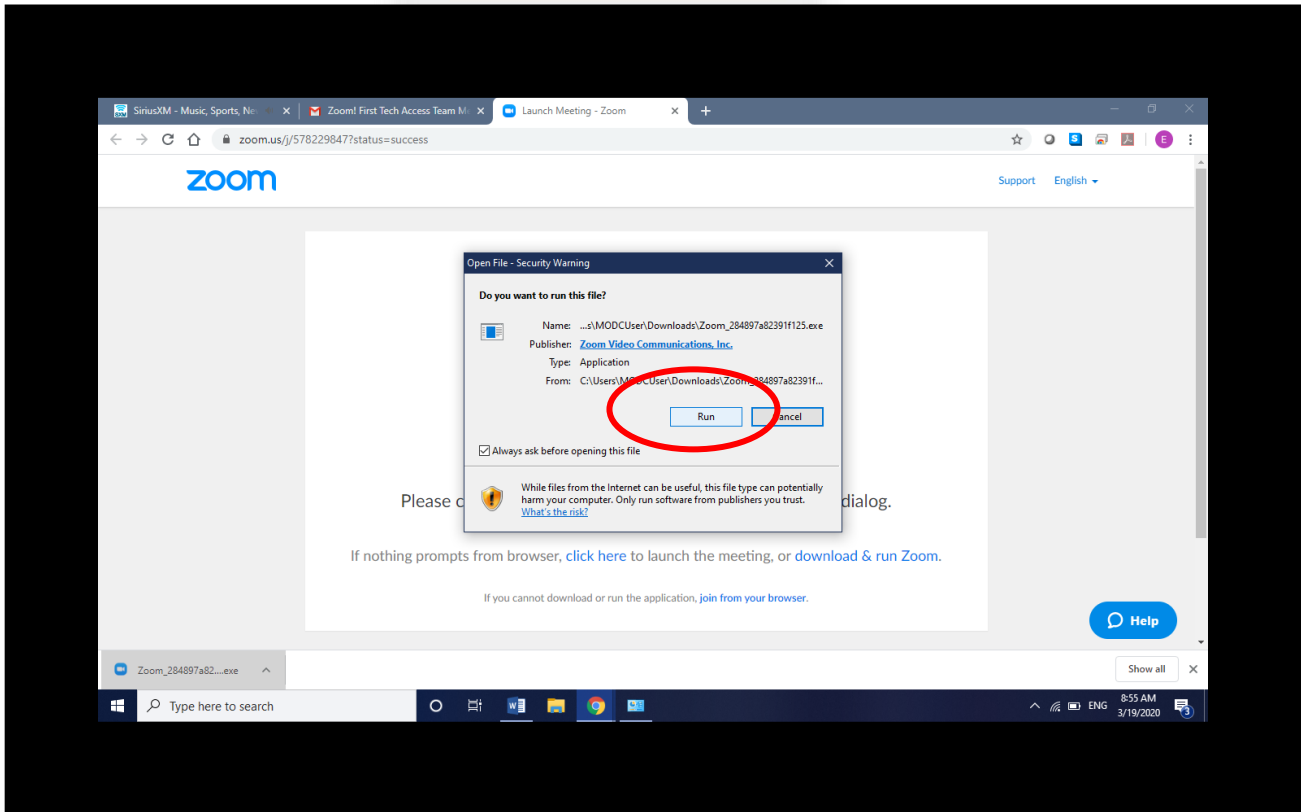 SiriusXM - Music, Sports, Ne
Zoom! First Tech Access Team M
Launch Meeting - Zoom
zoom.us/j/578229847?status=success
S
E
zoom
Support English
Open File - Security Warning
Do you want to run this file?
Name: ...s\MODCUser\Downloads\Zoom_284897a82391f125.exe
Publisher: Zoom Video Communications, Inc.
Type: Application
From: C:\Users\MODCUser\Downloads\Zoom_284897a82391f...
Run Cancel
Always ask before opening this file
While files from the Internet can be useful, this file type can potentially
harm your computer. Only run software from publishers you trust.
What's the risk?
Please dialog.
If nothing prompts from browser, click here to launch the meeting, or download & run Zoom.
If you cannot download or run the application, join from your browser.
Help
Zoom_284897a82....exe
Show all
Type here to search
ENG
8:55 AM
3/19/2020
3